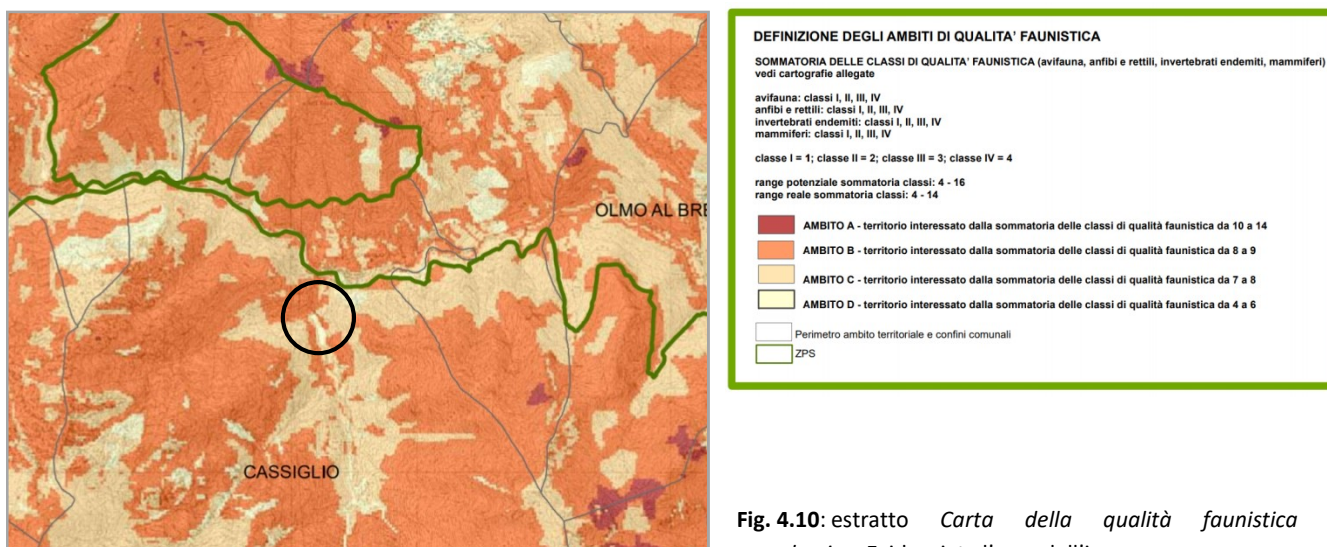 OLMO AL BRE
CASSIGLIO
DEFINIZIONE DEGLI AMBITI DI QUALITA' FAUNISTICA
SOMMATORIA DELLE CLASSI DI QUALITA' FAUNISTICA (avifauna, anfibi e rettili, invertebrati endemiti, mammiferi)
vedi cartografie allegate
avifauna: classi I, II, III, IV
anfibi e rettili: classi I, II, III, IV
invertebrati endemiti: classi I, II, III, IV
mammiferi: classi I, II, III, IV
classe I = 1; classe II = 2; classe III = 3; classe IV = 4
range potenziale sommatoria classi: 4 - 16
range reale sommatoria classi: 4 - 14
AMBITO A - territorio interessato dalla sommatoria delle classi di qualità faunistica da 10 a 14
AMBITO B - territorio interessato dalla sommatoria delle classi di qualità faunistica da 8 a 9
AMBITO C - territorio interessato dalla sommatoria delle classi di qualità faunistica da 7 a 8
AMBITO D - territorio interessato dalla sommatoria delle classi di qualità faunistica da 4 a 6
Perimetro ambito territoriale e confini comunali
ZPS
Fig. 4.10: estratto Carta della qualità faunistica